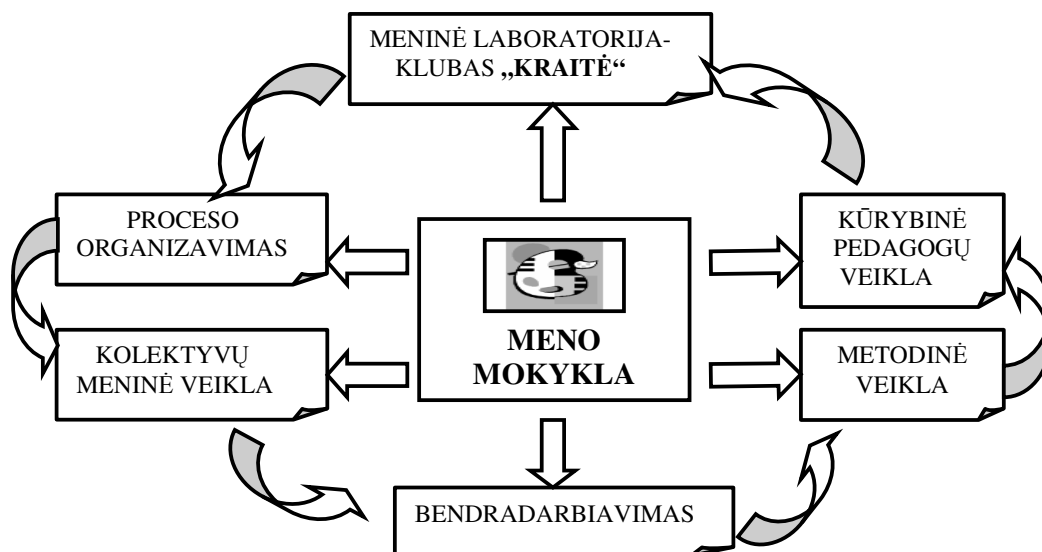 MENINĖ LABORATORIJA-
KLUBAS „KRAITĖ“
PROCESO
ORGANIZAVIMAS
KŪRYBINĖ
PEDAGOGŲ
VEIKLA
MENO
MOKYKLA
KOLEKTYVŲ
MENINĖ VEIKLA
METODINĖ
VEIKLA
BENDRADARBIAVIMAS